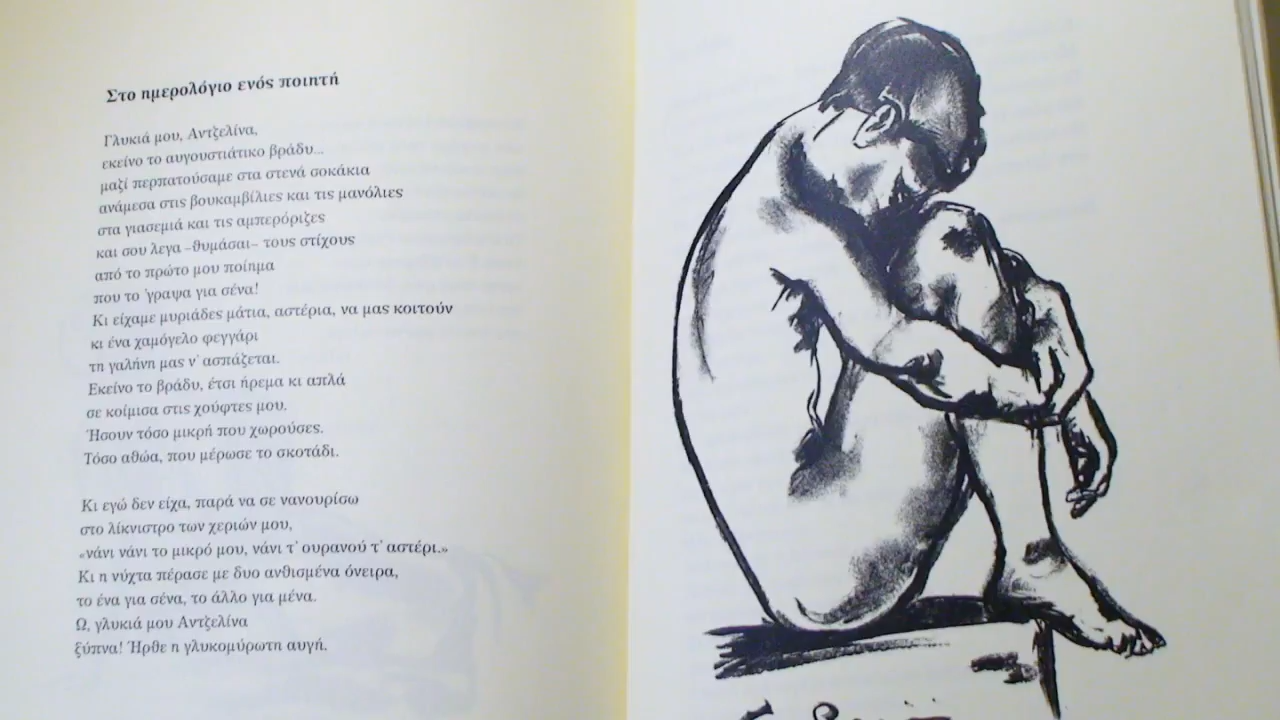 Στο ημερολόγιο ενός ποιητή
Γλυκιά μου, Αντζελίνα,
εκείνο το αυγουστιάτικο βράδυ...
μαζί περπατούσαμε στα στενά σοκάκια
ανάμεσα στις βουκαμβίλιες και τις μανόλιες
στα γιασεμιά και τις αμπερόριζες
και σου λεγα –θυμάσαι– τους στίχους
από το πρώτο μου ποίημα
που το 'γραψα για σένα!
Κι είχαμε μυριάδες μάτια, αστέρια, να μας κοιτούν
κι ένα χαμόγελο φεγγάρι
τη γαλήνη μας ν' ασπάζεται.
Εκείνο το βράδυ, έτσι ήρεμα κι απλά
σε κοίμισα στις χούφτες μου.
Ήσουν τόσο μικρή που χωρούσες.
Τόσο αθώα, που μέρωσε το σκοτάδι.
Κι εγώ δεν είχα, παρά να σε νανουρίσω
στο λίκνιστρο των χεριών μου,
«νάνι νάνι το μικρό μου, νάνι τ' ουρανού τ' αστέρι.»
Κι η νύχτα πέρασε με δυο ανθισμένα όνειρα,
το ένα για σένα, το άλλο για μένα.
Ω, γλυκιά μου Αντζελίνα
ξύπνα! Ήρθε η γλυκομύρωτη αυγή.